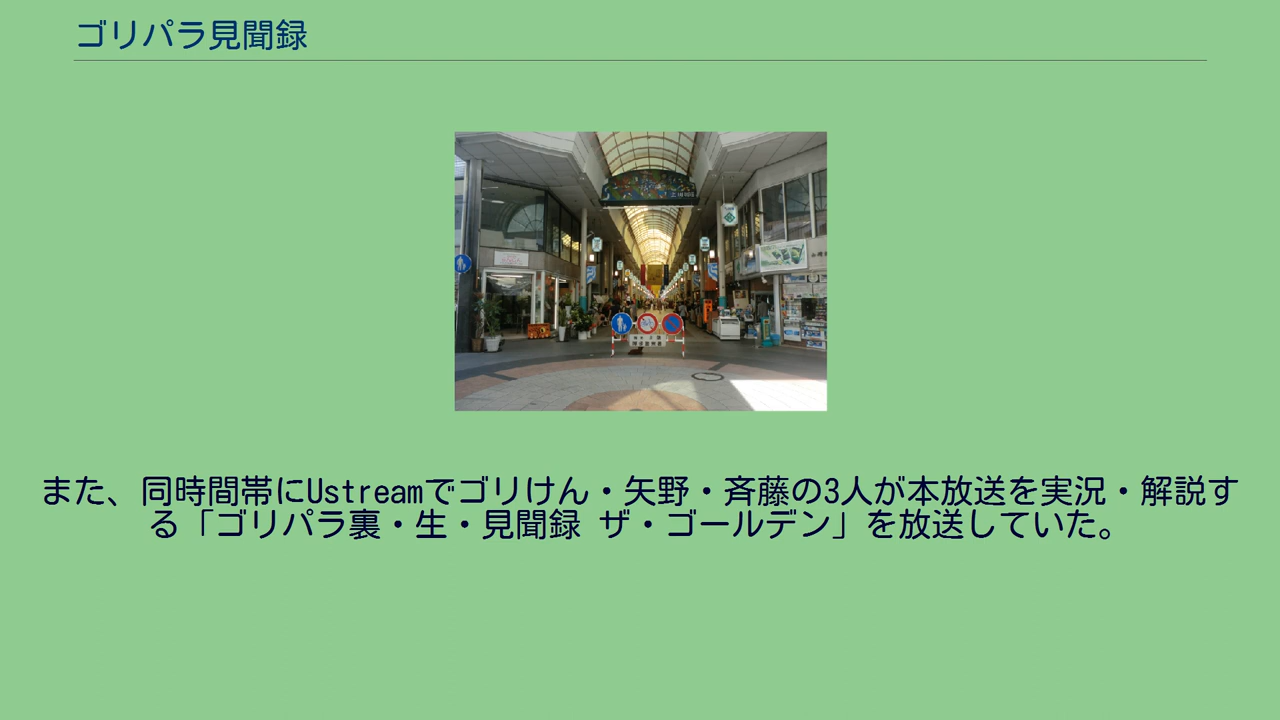 ゴリパラ見聞録
また、同時間帯にUstreamでゴリけん・矢野・斉藤の3人が本放送を実況・解説す
る「ゴリパラ裏・生・見聞録 ザ・ゴールデン」を放送していた。